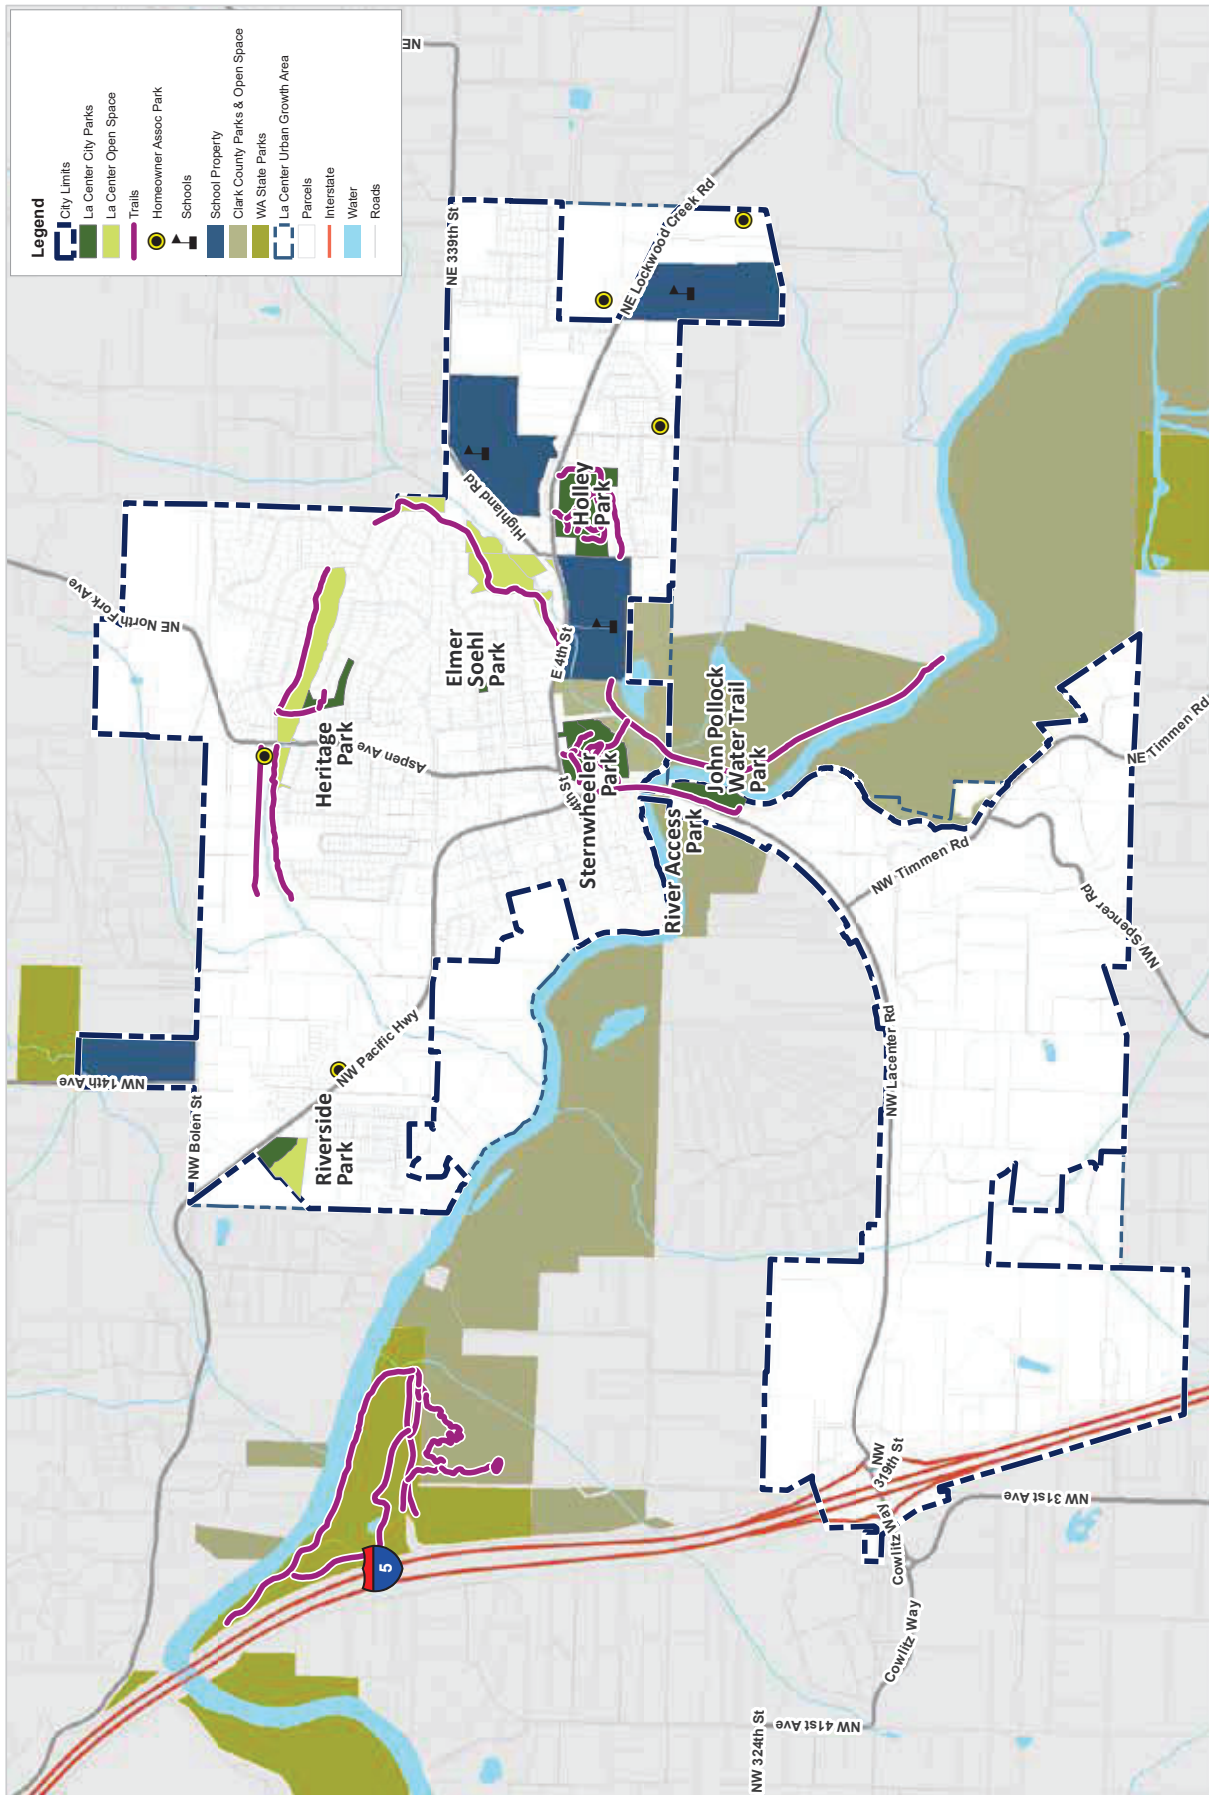 Legend
City Limits
La Center City Parks
La Center Open Space
Trails
Homeowner Assoc Park
Schools
School Property
Clark County Parks & Open Space
WA State Parks
La Center Urban Growth Area
Parcels
Interstate
Water
Roads
NE
NE 339th St
NE Lockwood Creek Rd
Highland Rd
Holley
Park
NE North Fork Ave
E 4th St
Elmer
Soehl
Park
Heritage
Park
Aspen Ave
4th St
Sternwheeler
Park
John Pollock
Water Trail
Park
River Access
Park
NE Timmen Rd
NW Timmen Rd
NW Spencer Rd
NW Lacenter Rd
NW Pacific Hwy
NW 14th Ave
NW Bolen St
Riverside
Park
5
NW
319th St
Cowlitz Way
NW 31st Ave
Cowlitz Way
NW 41st Ave
NW 324th St